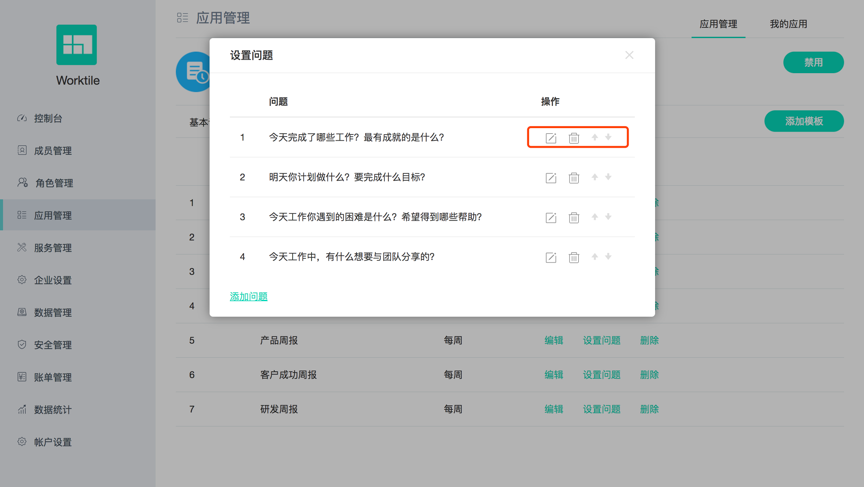 应用管理
应用管理
我的应用
Worktile
禁用
添加模板
控制台
成员管理
角色管理
应用管理
服务管理
企业设置
数据管理
安全管理
账单管理
数据统计
帐户设置
基本
设置问题
问题 操作
1 今天完成了哪些工作？最有成就的是什么？
2 明天你计划做什么？要完成什么目标？
3 今天工作你遇到的困难是什么？希望得到哪些帮助？
4 今天工作中，有什么想要与团队分享的？
添加问题
1
2
3
4
5 产品周报 每周 编辑 设置问题 删除
6 客户成功周报 每周 编辑 设置问题 删除
7 研发周报 每周 编辑 设置问题 删除